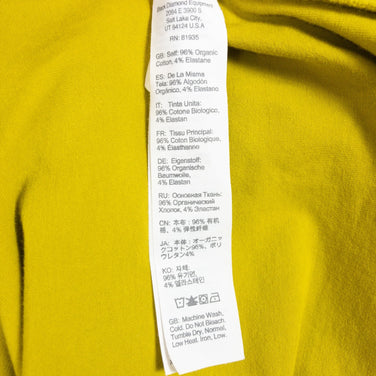 Black Diamond Equipment
2084 E 3900 S
Salt Lake City,
UT 84124 U.S.A
RN: 81935
GB: Self: 96% Organic
Cotton, 4% Elastane
ES: De La Misma
Tela: 96% Algodón
Orgánico, 4% Elastano
IT: Tinta Unita:
96% Cotone Biologico,
4% Elastan
FR: Tissu Principal:
96% Coton Biologique,
4% Élasthanne
DE: Eigenstoff:
96% Organische
Baumwolle,
4% Elastan
RU: Основная Ткань:
96% Органический
Хлопок, 4% Эластан
CN: 本布: 96% 有机
棉, 4% 弹性纤维
JA: 本体: オーガニッ
クコットン96%、ポリ
ウレタン4%
KO: 자체:
96% 유기면,
4% 엘라스테인
GB: Machine Wash,
Cold. Do Not Bleach.
Tumble Dry, Normal,
Low Heat. Iron, Low.